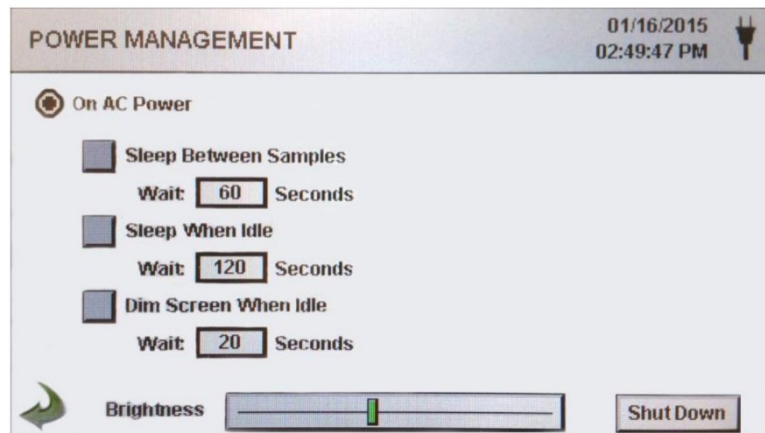 POWER MANAGEMENT
01/16/2015
02:49:47 PM
On AC Power
Sleep Between Samples
Wait: 60 Seconds
Sleep When Idle
Wait: 120 Seconds
Dim Screen When Idle
Wait: 20 Seconds
Brightness
Shut Down